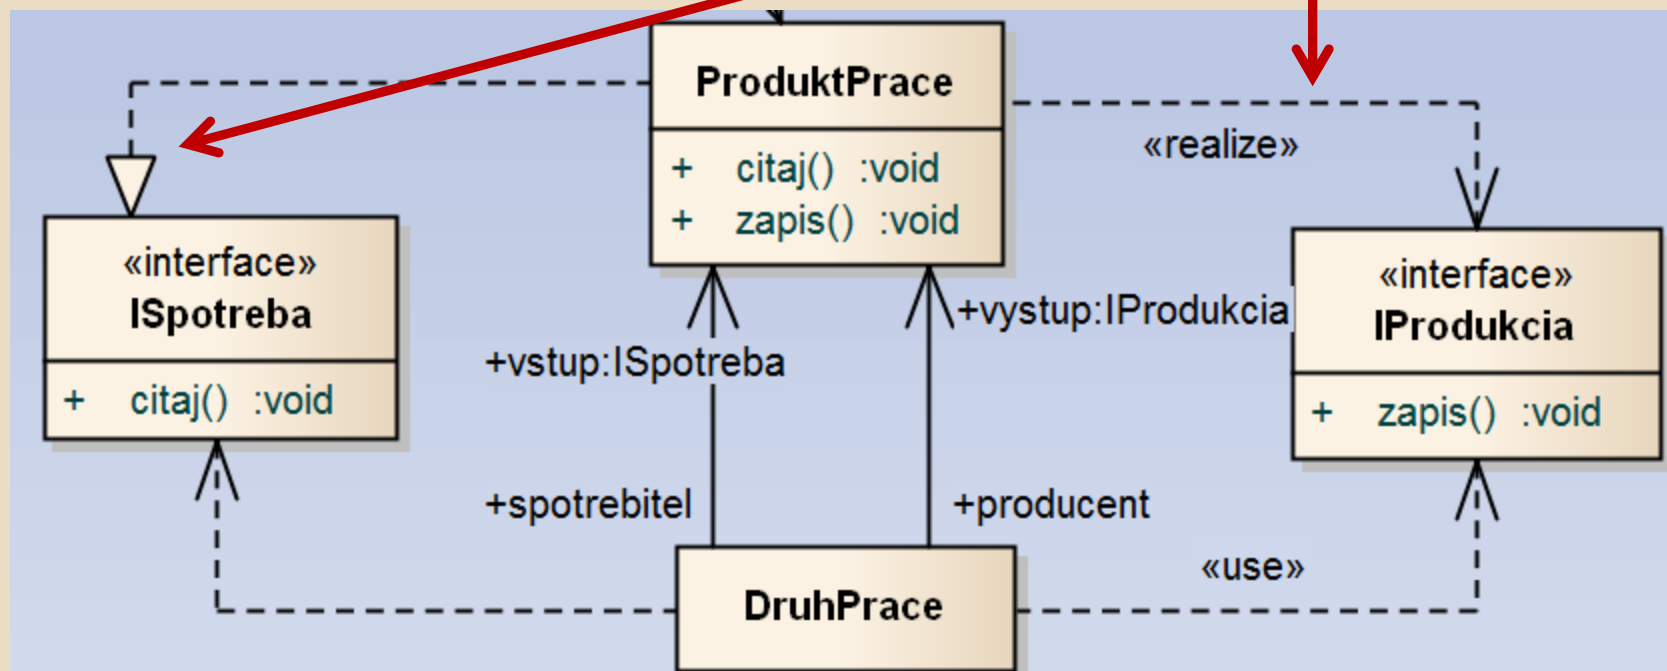 ProduktPrace
+ citaj() :void
+ zapis() :void
«realize»
«interface»
ISpotreba
+ citaj() :void
«interface»
IProdukcia
+ zapis() :void
+vystup:IProdukcia
+vstup:ISpotreba
+spotrebitel
+producent
«use»
DruhPrace